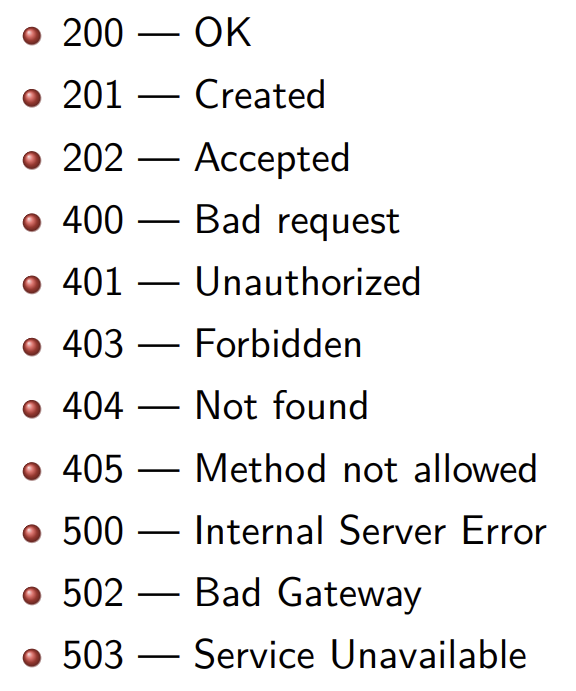 200 — OK
201 — Created
202 — Accepted
400 — Bad request
401 — Unauthorized
403 — Forbidden
404 — Not found
405 — Method not allowed
500 — Internal Server Error
502 — Bad Gateway
503 — Service Unavailable